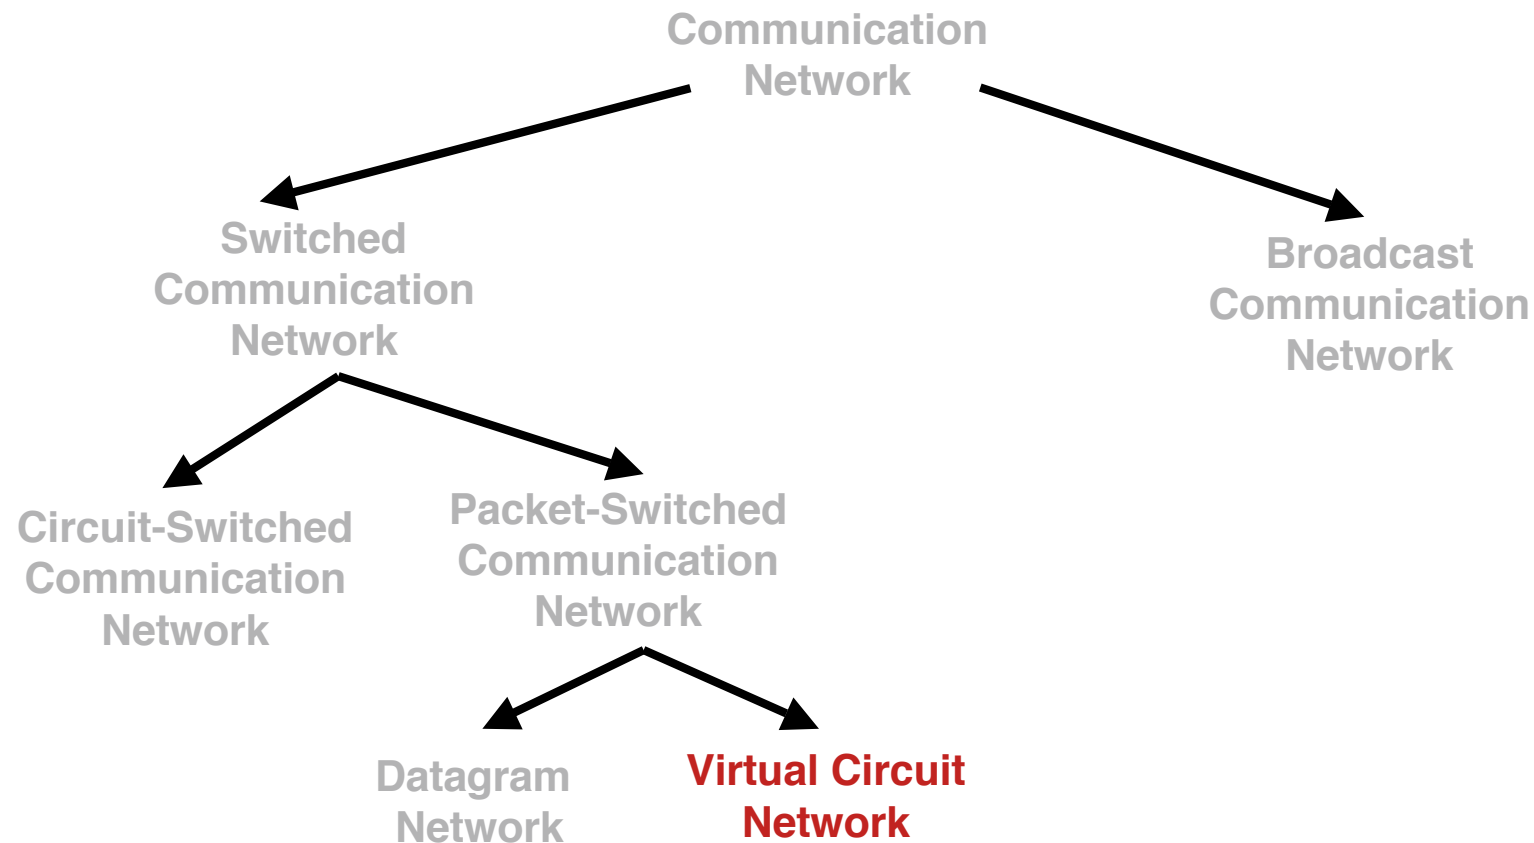 Communication
Network
Switched
Communication
Network
Broadcast
Communication
Network
Circuit-Switched
Communication
Network
Packet-Switched
Communication
Network
Datagram
Network
Virtual Circuit
Network